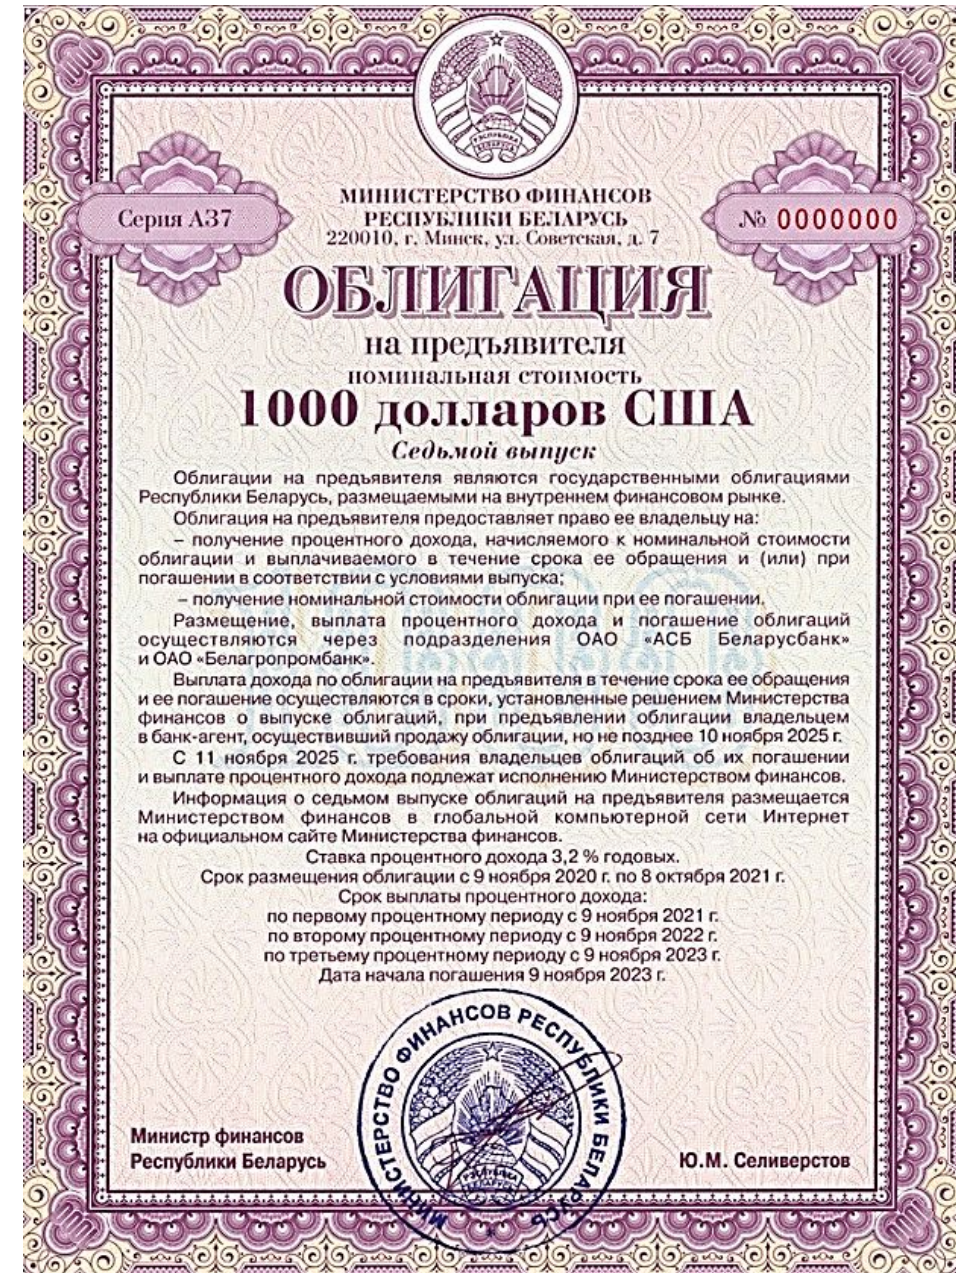 РЭСПУБЛІКА
БЕЛАРУСЬ
МИНИСТЕРСТВО ФИНАНСОВ
РЕСПУБЛИКИ БЕЛАРУСЬ
220010, г. Минск, ул. Советская, д. 7
Серия А37
№ 0000000
ОБЛИГАЦИЯ
на предъявителя
номинальная стоимость
1000 долларов США
Седьмой выпуск
Облигации на предъявителя являются государственными облигациями
Республики Беларусь, размещаемыми на внутреннем финансовом рынке.
Облигация на предъявителя предоставляет право ее владельцу на:
– получение процентного дохода, начисляемого к номинальной стоимости
облигации и выплачиваемого в течение срока ее обращения и (или) при
погашении в соответствии с условиями выпуска;
– получение номинальной стоимости облигации при ее погашении.
Размещение, выплата процентного дохода и погашение облигаций
осуществляются через подразделения ОАО «АСБ Беларусбанк»
и ОАО «Белагропромбанк».
Выплата дохода по облигации на предъявителя в течение срока ее обращения
и ее погашение осуществляются в сроки, установленные решением Министерства
финансов о выпуске облигаций, при предъявлении облигации владельцем
в банк-агент, осуществивший продажу облигации, но не позднее 10 ноября 2025 г.
С 11 ноября 2025 г. требования владельцев облигаций об их погашении
и выплате процентного дохода подлежат исполнению Министерством финансов.
Информация о седьмом выпуске облигаций на предъявителя размещается
Министерством финансов в глобальной компьютерной сети Интернет
на официальном сайте Министерства финансов.
Ставка процентного дохода 3,2 % годовых.
Срок размещения облигации с 9 ноября 2020 г. по 8 октября 2021 г.
Срок выплаты процентного дохода:
по первому процентному периоду с 9 ноября 2021 г.
по второму процентному периоду с 9 ноября 2022 г.
по третьему процентному периоду с 9 ноября 2023 г.
Дата начала погашения 9 ноября 2023 г.
МИНИСТЕРСТВО ФИНАНСОВ РЕСПУБЛИКИ БЕЛАРУСЬ
РЭСПУБЛІКА
БЕЛАРУСЬ
Министр финансов
Республики Беларусь
Ю.М. Селиверстов